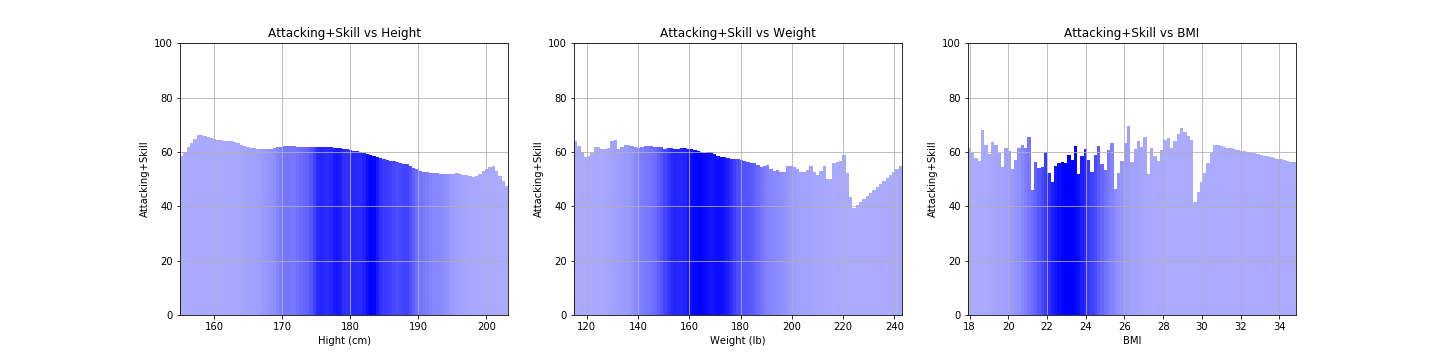 Attacking+Skill vs Height
100
80
60
40
20
0
Attacking+Skill
160 170 180 190 200
Hight (cm)
Attacking+Skill vs Weight
100
80
60
40
20
0
Attacking+Skill
120 140 160 180 200 220 240
Weight (lb)
Attacking+Skill vs BMI
100
80
60
40
20
0
Attacking+Skill
18 20 22 24 26 28 30 32 34
BMI